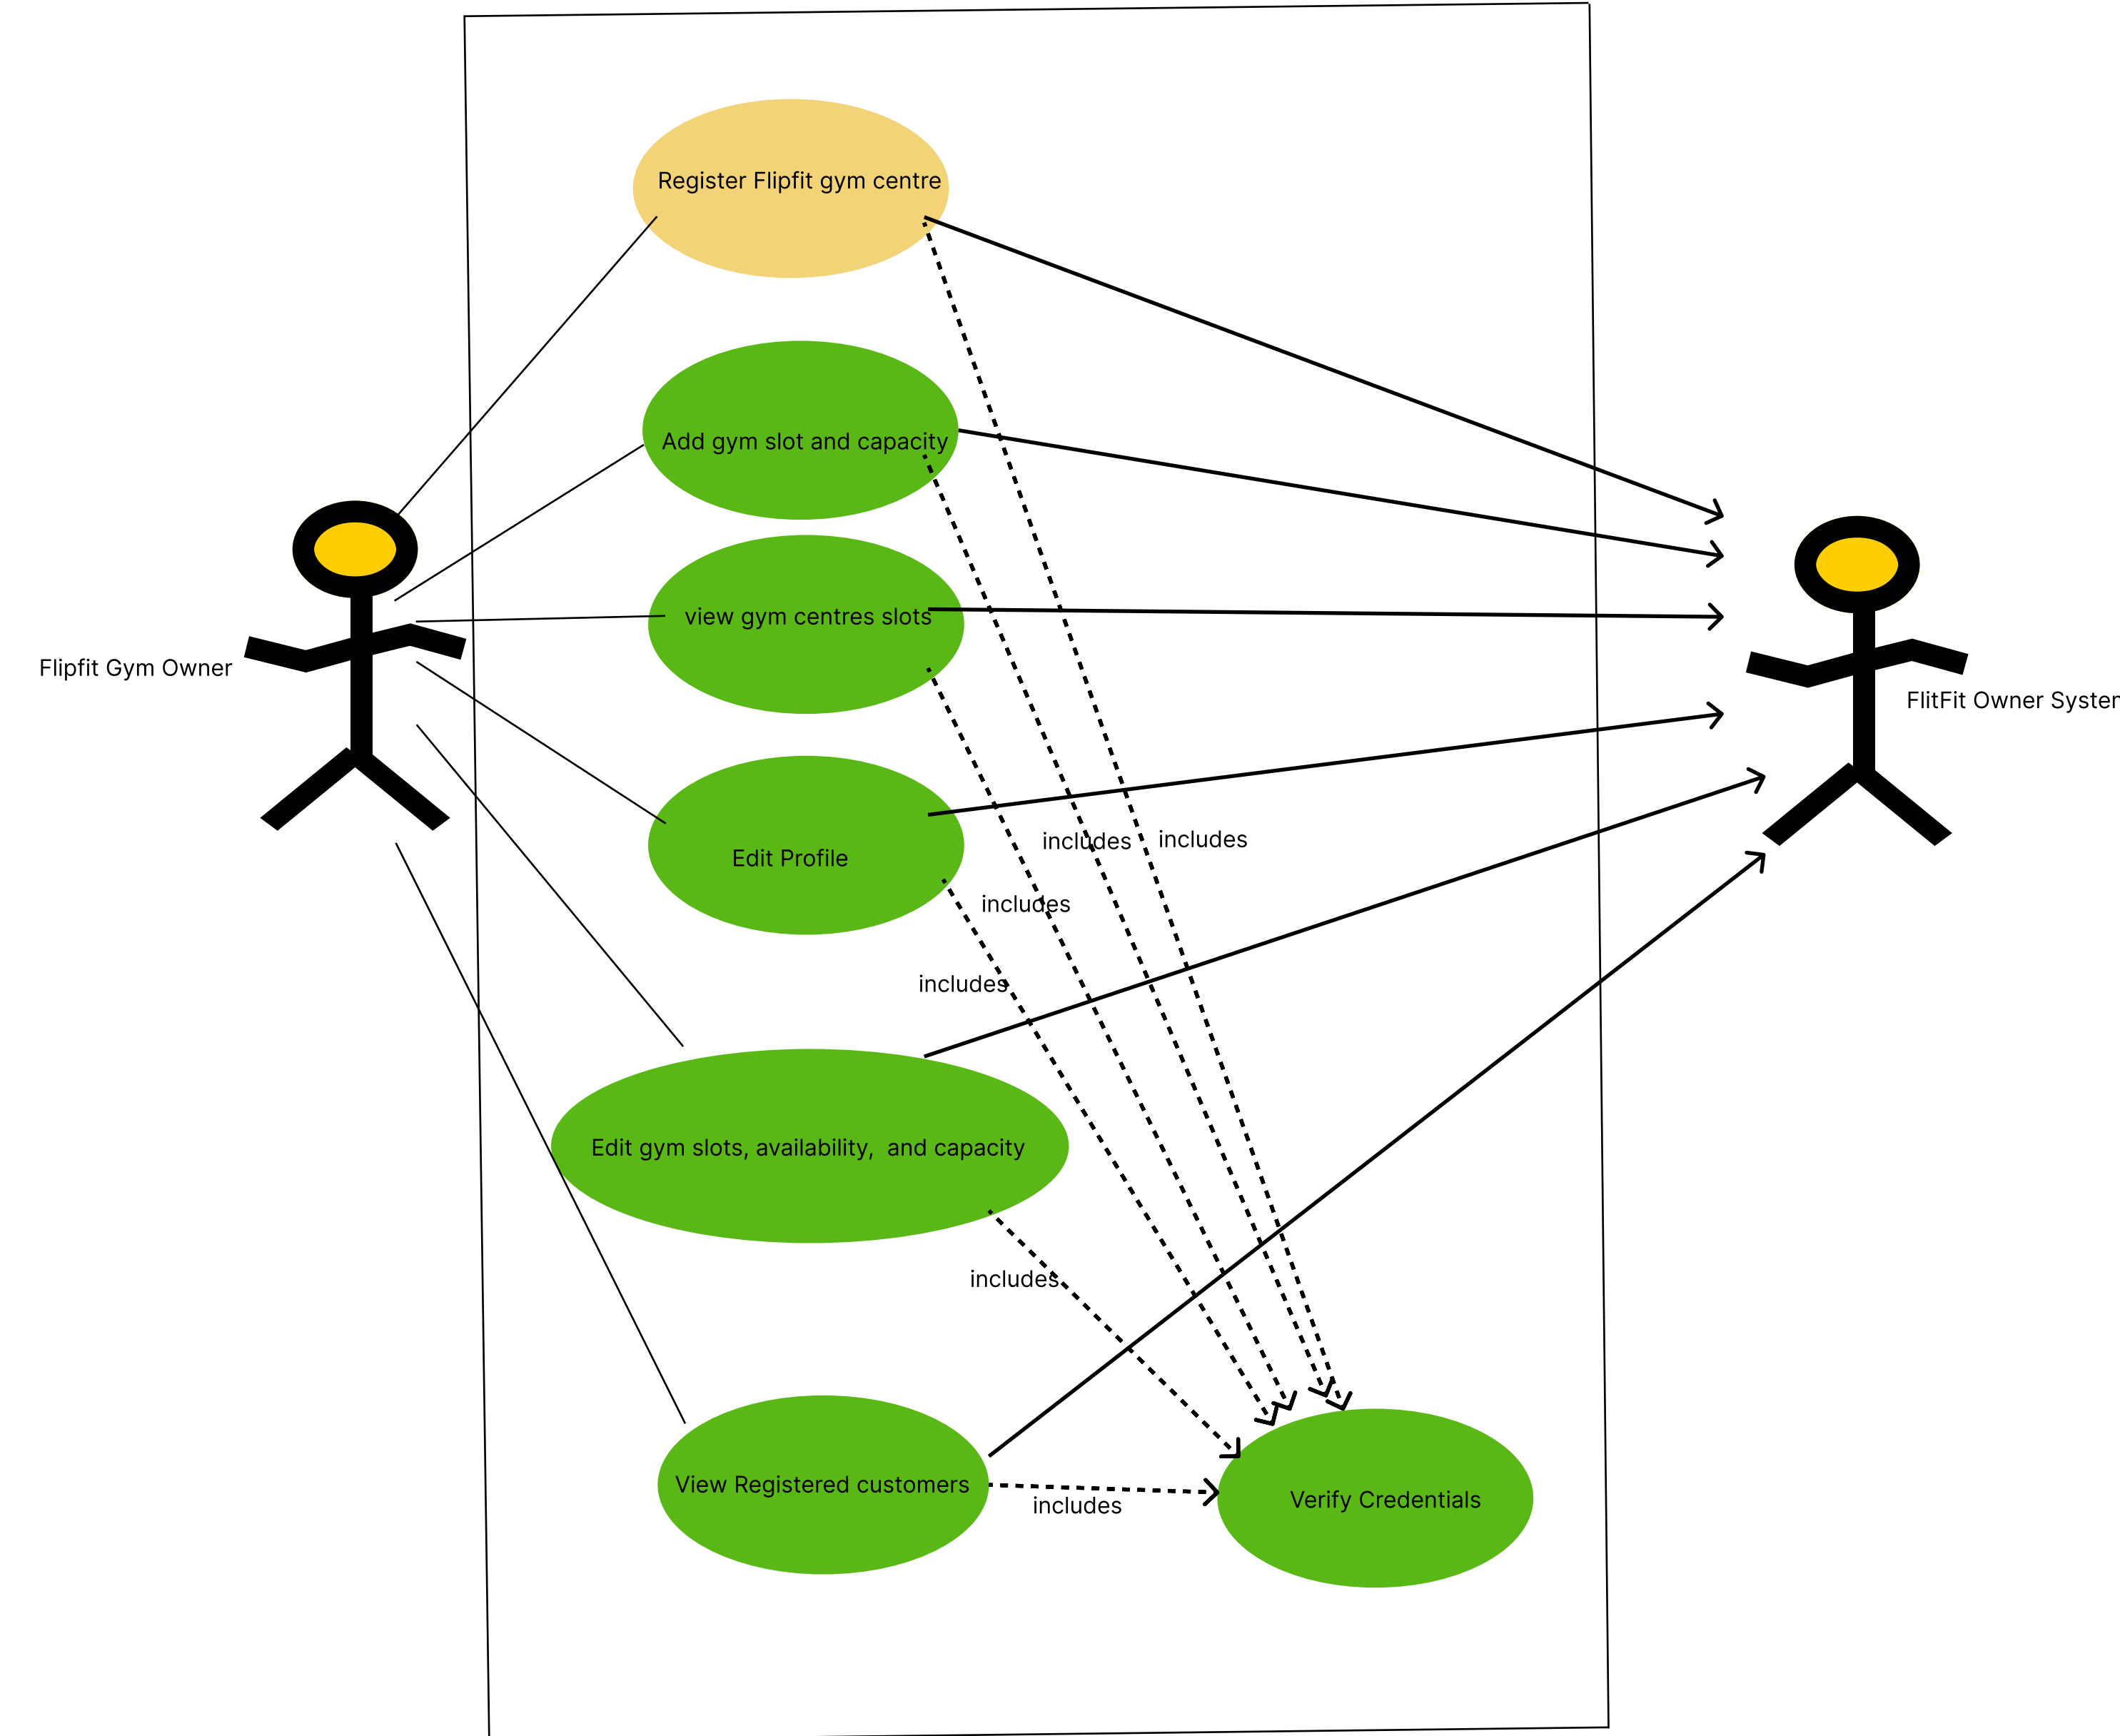 Register Flipfit gym centre
Add gym slot and capacity
view gym centres slots
Flipfit Gym Owner
FlitFit Owner System
includes
includes
Edit Profile
includes
includes
Edit gym slots, availability,  and capacity
includes
View Registered customers
includes
Verify Credentials